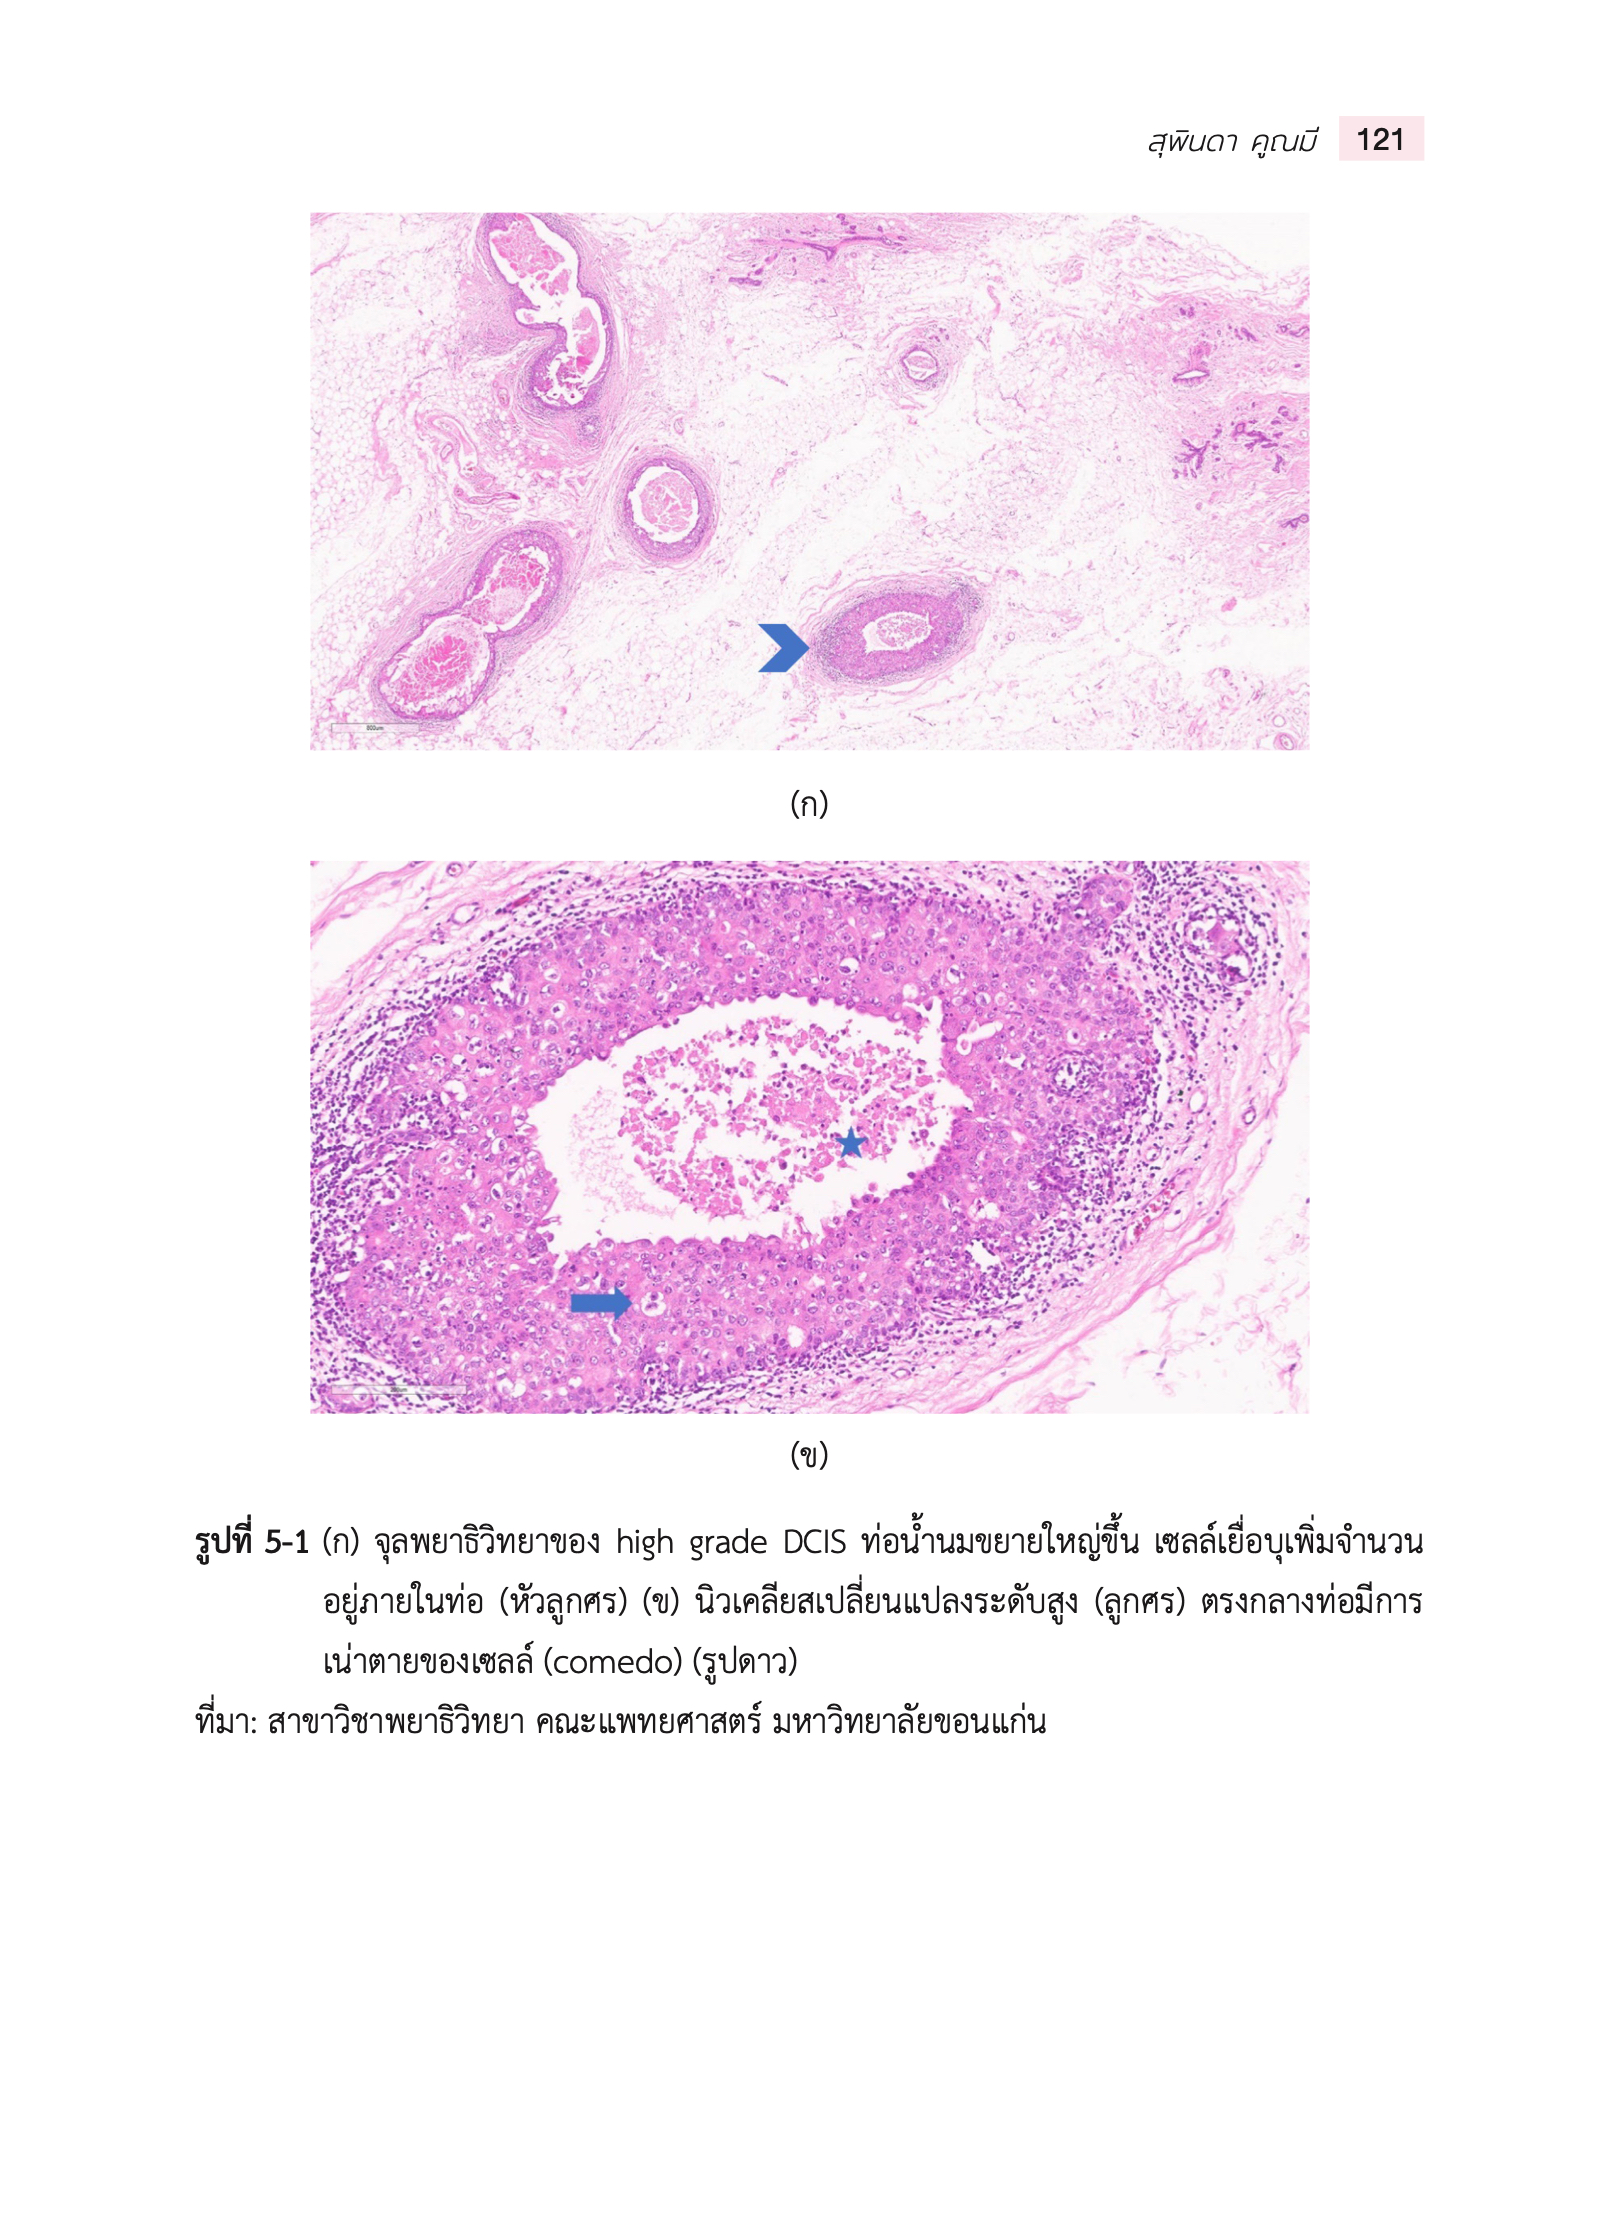 สุพินดา คูณมี 121
800um
(ก)
(ข)
รูปที่ 5-1 (ก) จุลพยาธิวิทยาของ high grade DCIS ท่อน้ำนมขยายใหญ่ขึ้น เซลล์เยื่อบุเพิ่มจำนวน
อยู่ภายในท่อ (หัวลูกศร) (ข) นิวเคลียสเปลี่ยนแปลงระดับสูง (ลูกศร) ตรงกลางท่อมีการ
เน่าตายของเซลล์ (comedo) (รูปดาว)
ที่มา: สาขาวิชาพยาธิวิทยา คณะแพทยศาสตร์ มหาวิทยาลัยขอนแก่น